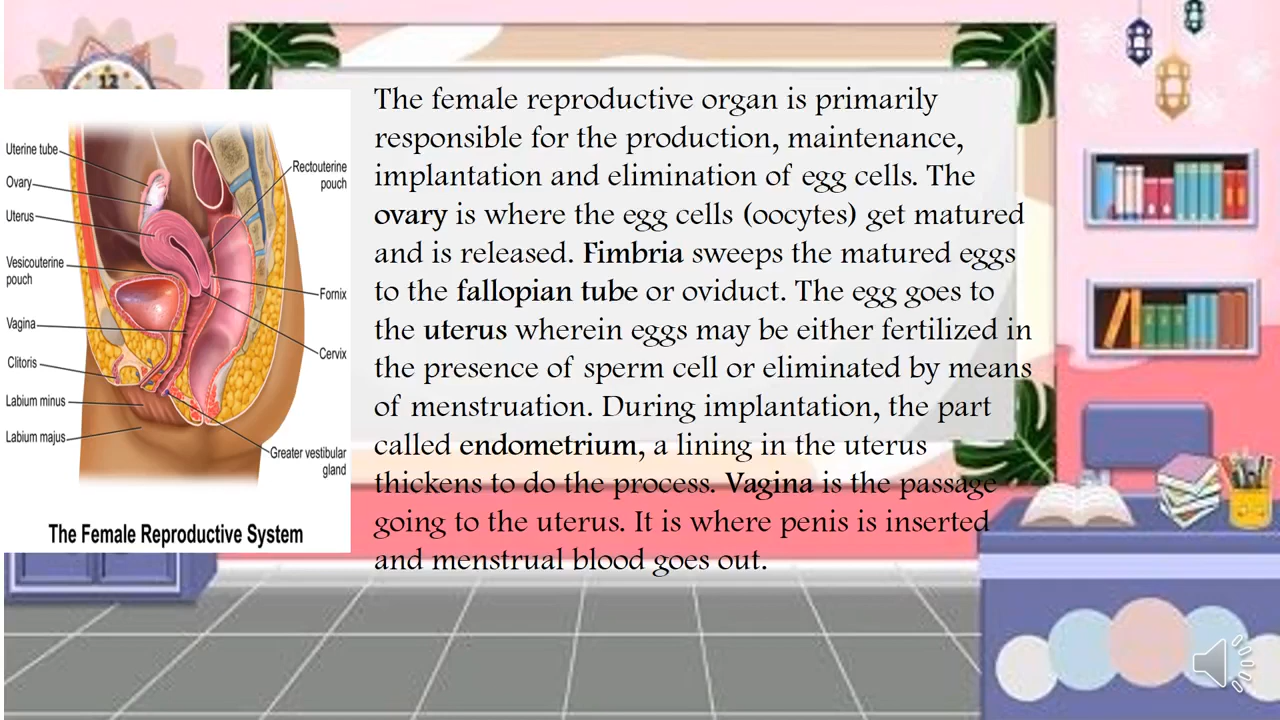 12
Uterine tube
Ovary
Uterus
Vesicouterine
pouch
Vagina
Clitoris
Labium minus
Labium majus
Rectouterine
pouch
Fornix
Cervix
Greater vestibular
gland
The Female Reproductive System
The female reproductive organ is primarily
responsible for the production, maintenance,
implantation and elimination of egg cells. The
ovary is where the egg cells (oocytes) get matured
and is released. Fimbria sweeps the matured eggs
to the fallopian tube or oviduct. The egg goes to
the uterus wherein eggs may be either fertilized in
the presence of sperm cell or eliminated by means
of menstruation. During implantation, the part
called endometrium, a lining in the uterus
thickens to do the process. Vagina is the passage
going to the uterus. It is where penis is inserted
and menstrual blood goes out.